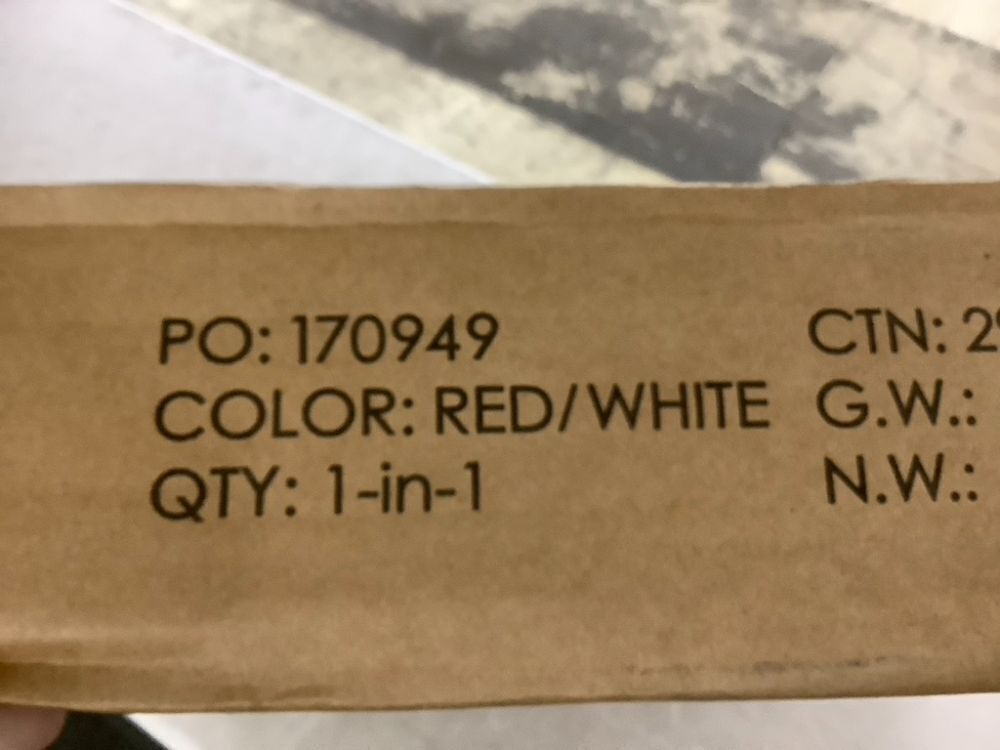 PO: 170949
COLOR: RED/WHITE
QTY: 1-in-1
CTN:
G.W.:
N.W.: